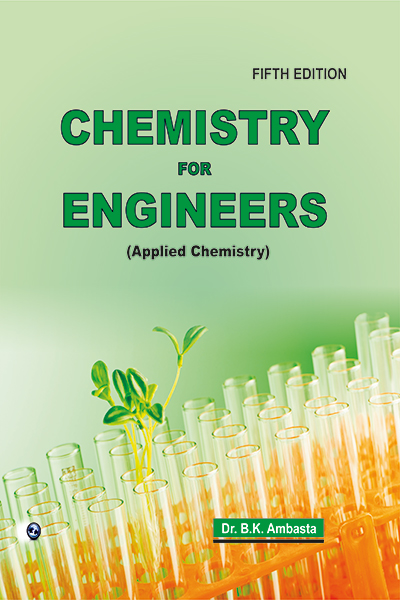 FIFTH EDITION
CHEMISTRY
FOR
ENGINEERS
(Applied Chemistry)
Dr. B.K. Ambasta